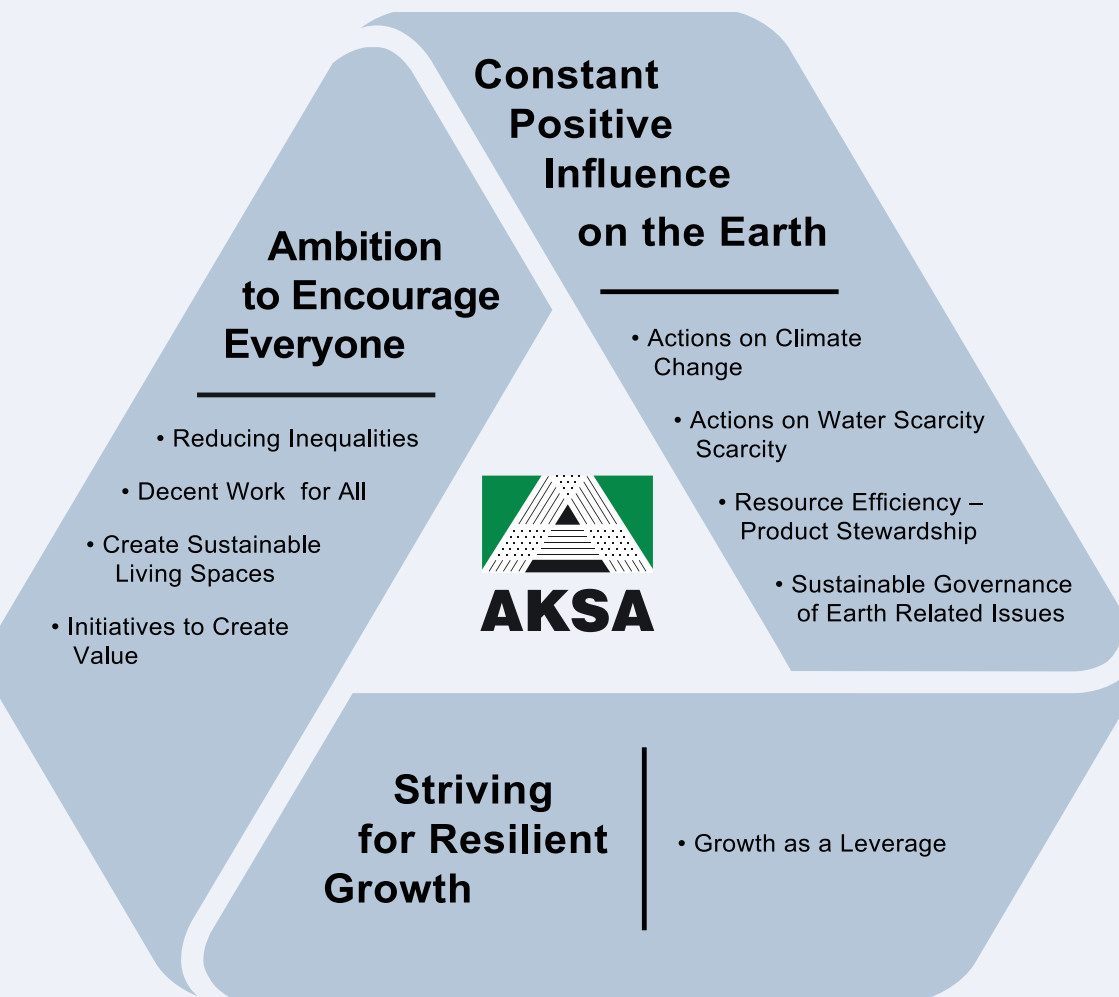 Constant
Positive
Influence
on the Earth
• Actions on Climate
Change
• Actions on Water Scarcity
Scarcity
• Resource Efficiency –
Product Stewardship
• Sustainable Governance
of Earth Related Issues
Ambition
to Encourage
Everyone
• Reducing Inequalities
• Decent Work  for All
• Create Sustainable
Living Spaces
• Initiatives to Create
Value
AKSA
Striving
for Resilient
Growth
• Growth as a Leverage